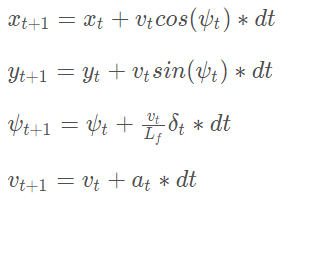 x_{t+1} = x_t + v_t cos(ψ_t) * dt
y_{t+1} = y_t + v_t sin(ψ_t) * dt
ψ_{t+1} = ψ_t + \frac{v_t}{L_f} δ_t * dt
v_{t+1} = v_t + a_t * dt